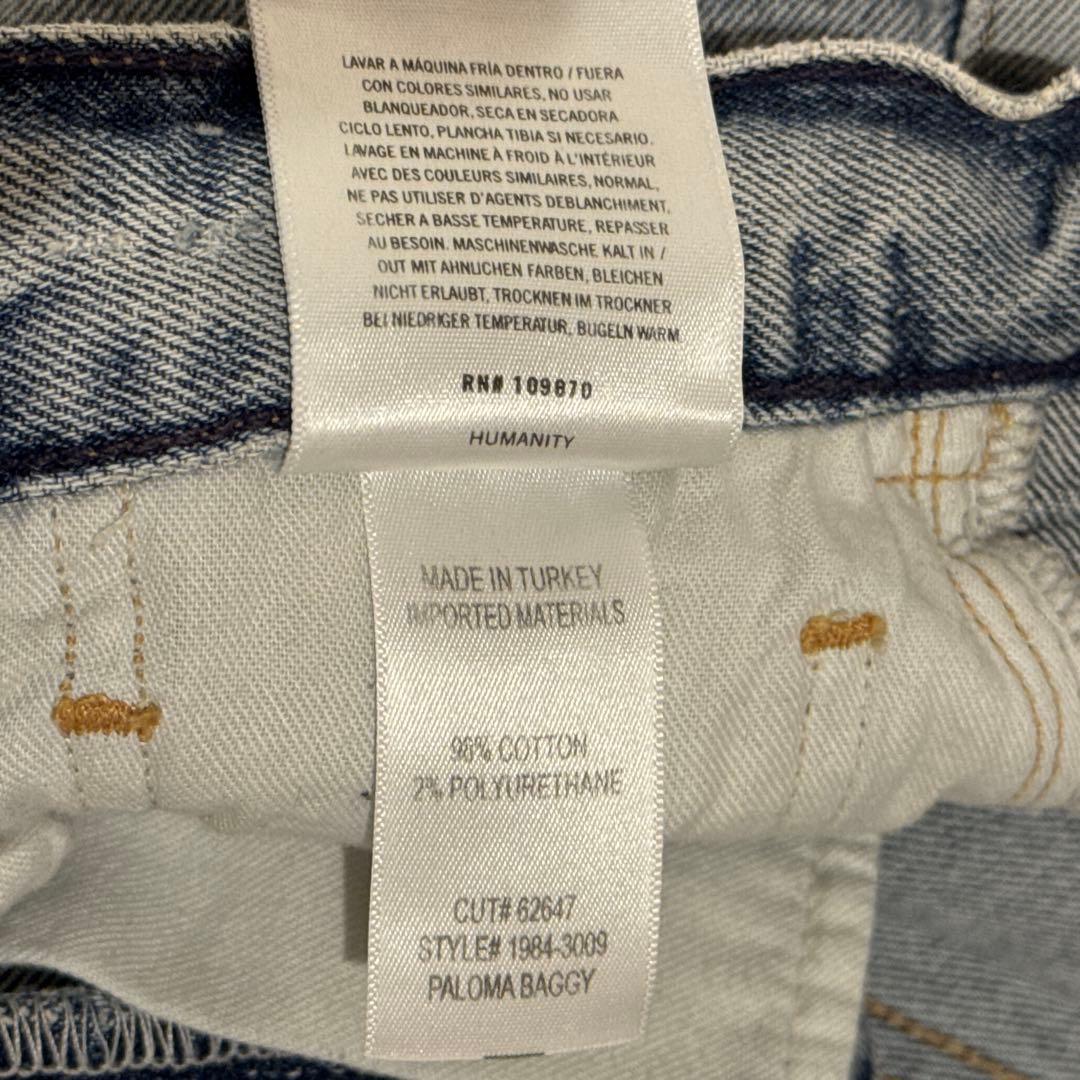 LAVAR A MÁQUINA FRÍA DENTRO / FUERA
CON COLORES SIMILARES, NO USAR
BLANQUEADOR, SECA EN SECADORA
CICLO LENTO, PLANCHA TIBIA SI NECESARIO.
LAVAGE EN MACHINE À FROID À L'INTÉRIEUR
AVEC DES COULEURS SIMILAIRES, NORMAL,
NE PAS UTILISER D'AGENTS DEBLANCHIMENT,
SECHER A BASSE TEMPERATURE, REPASSER
AU BESOIN. MASCHINENWASCHE KALT IN /
OUT MIT AHNLICHEN FARBEN, BLEICHEN
NICHT ERLAUBT, TROCKNEN IM TROCKNER
BEI NIEDRIGER TEMPERATUR, BUGELN WARM
RN# 109870
HUMANITY
MADE IN TURKEY
IMPORTED MATERIALS
98% COTTON
2% POLYURETHANE
CUT# 62647
STYLE# 1984-3009
PALOMA BAGGY